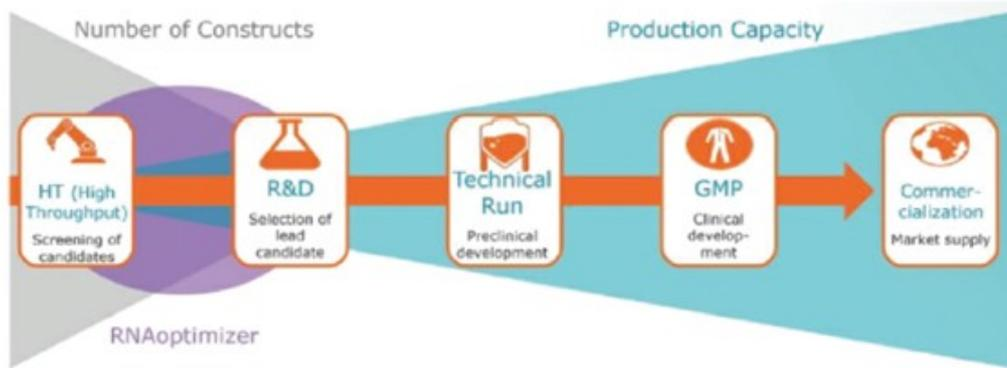 Number of Constructs
Production Capacity
HT (High
Throughput)
Screening of
candidates
R&D
Selection of
lead
candidate
Technical
Run
Preclinical
development
GMP
Clinical
develop-
ment
Commer-
cialization
Market supply
RNAoptimizer